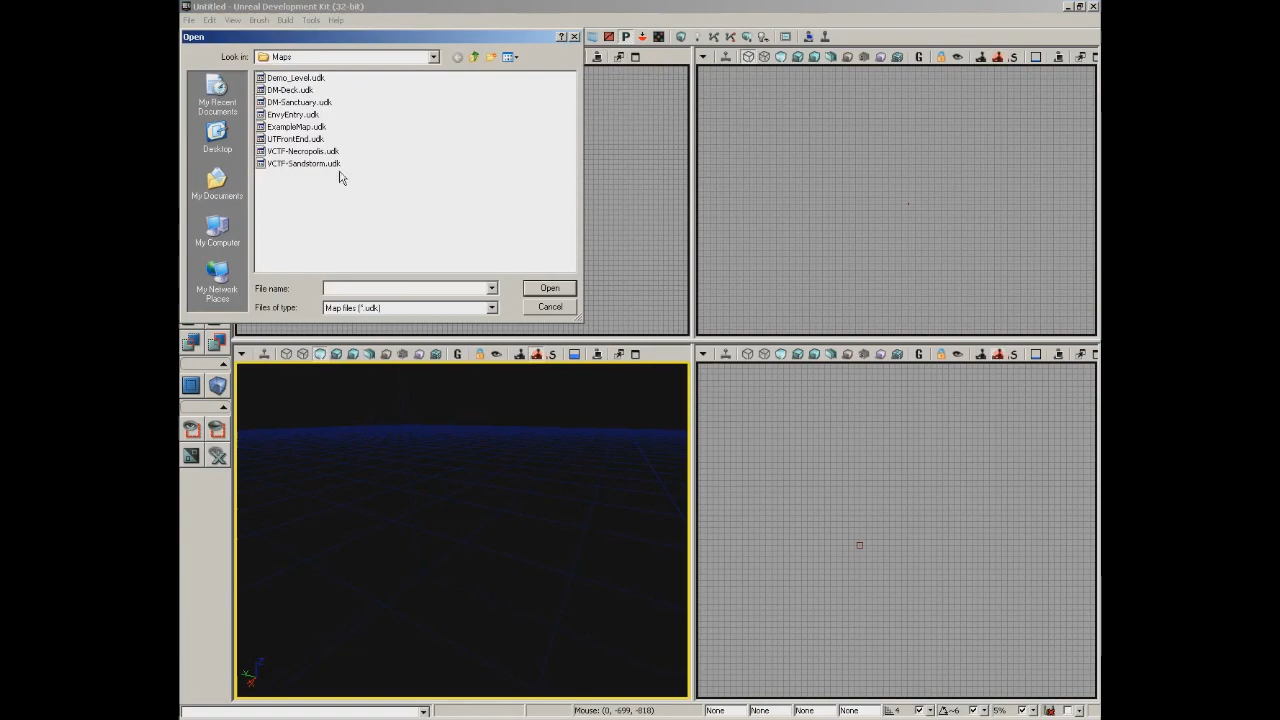 Untitled - Unreal Development Kit (32-bit)
File Edit View Brush Build Tools Help
Open
Look in: Maps
My Recent Documents
Desktop
My Documents
My Computer
My Network Places
Demo_Level.udk
DM-Deck.udk
DM-Sanctuary.udk
EnvyEntry.udk
ExampleMap.udk
UTFrontEnd.udk
VCTF-Necropolis.udk
VCTF-Sandstorm.udk
File name:
Open
Files of type: Map files (*.udk)
Cancel
P
G
S
G
S
G
S
Z
Mouse: (0, -699, -818) None None None None 4 ~6 5%